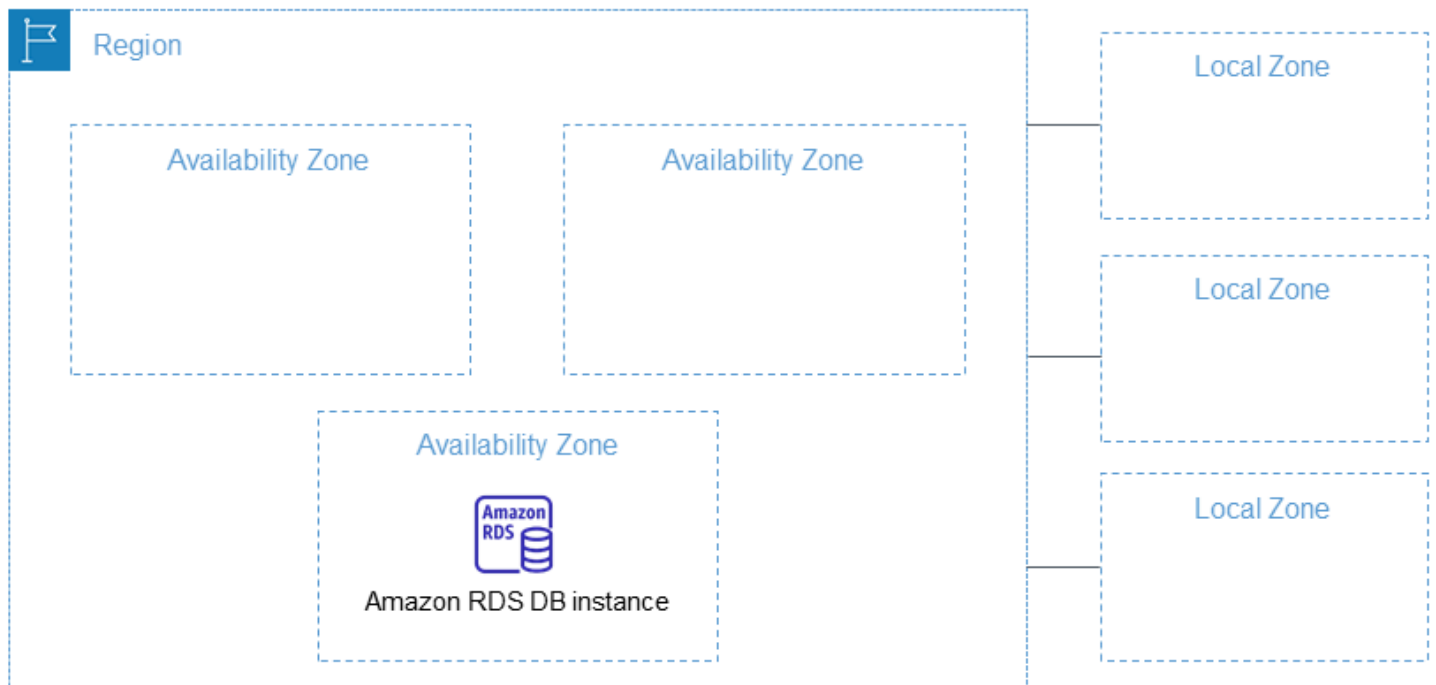 Region
Local Zone
Availability Zone
Availability Zone
Local Zone
Availability Zone
Local Zone
Amazon
RDS
Amazon RDS DB instance